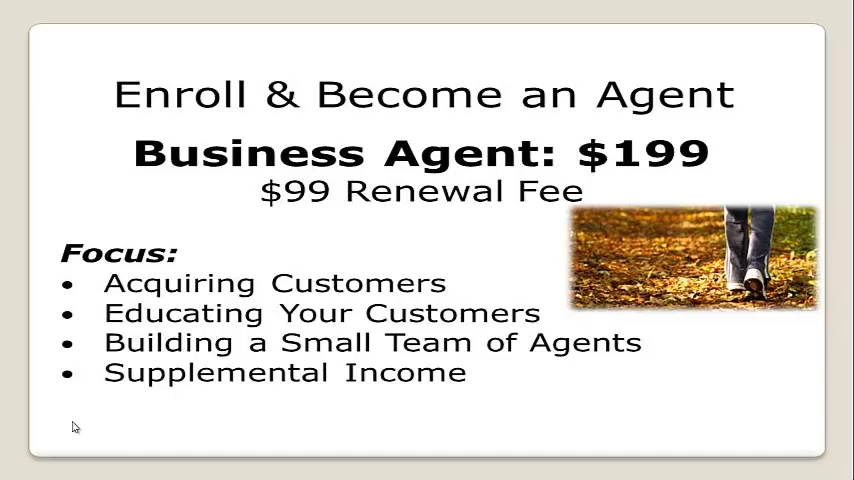 Enroll & Become an Agent
Business Agent: $199
$99 Renewal Fee
Focus:
• Acquiring Customers
• Educating Your Customers
• Building a Small Team of Agents
• Supplemental Income